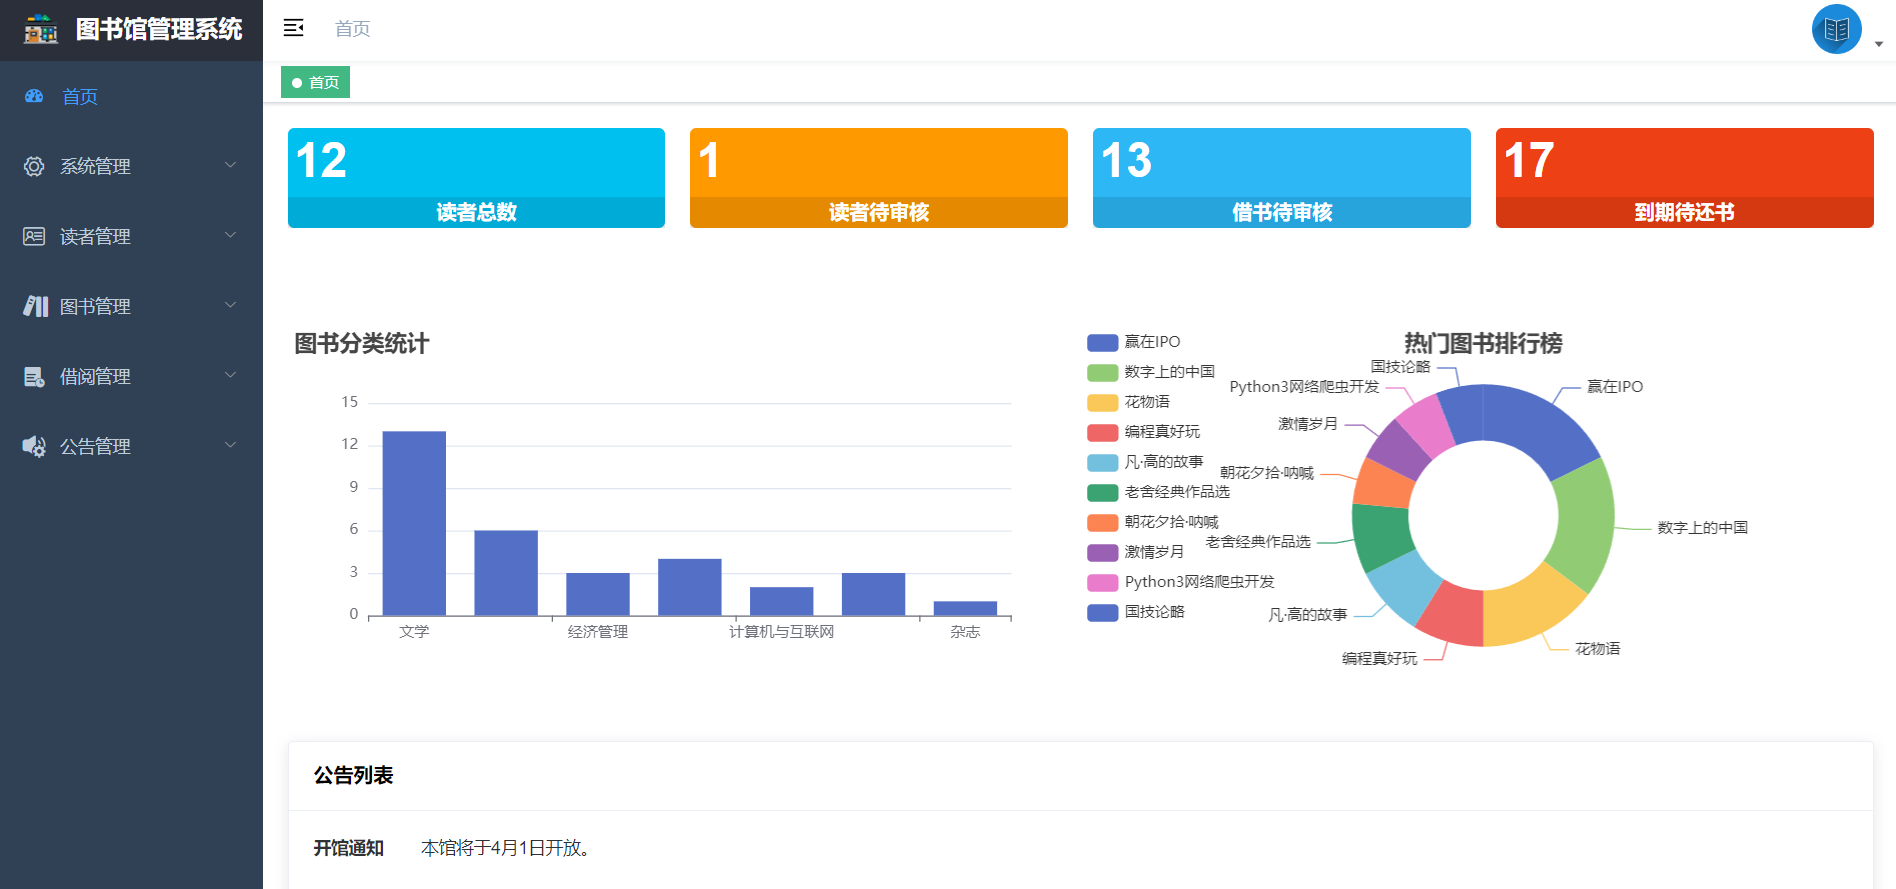 图书馆管理系统
首页
首页
首页
系统管理
读者管理
图书管理
借阅管理
公告管理
12
读者总数
1
读者待审核
13
借书待审核
17
到期待还书
图书分类统计
15
12
9
6
3
0
文学
经济管理
计算机与互联网
杂志
热门图书排行榜
赢在IPO
数字上的中国
花物语
编程真好玩
凡·高的故事
老舍经典作品选
朝花夕拾·呐喊
激情岁月
Python3网络爬虫开发
国技论略
国技论略
赢在IPO
Python3网络爬虫开发
激情岁月
朝花夕拾·呐喊
数字上的中国
老舍经典作品选
凡·高的故事
花物语
编程真好玩
公告列表
开馆通知 本馆将于4月1日开放。